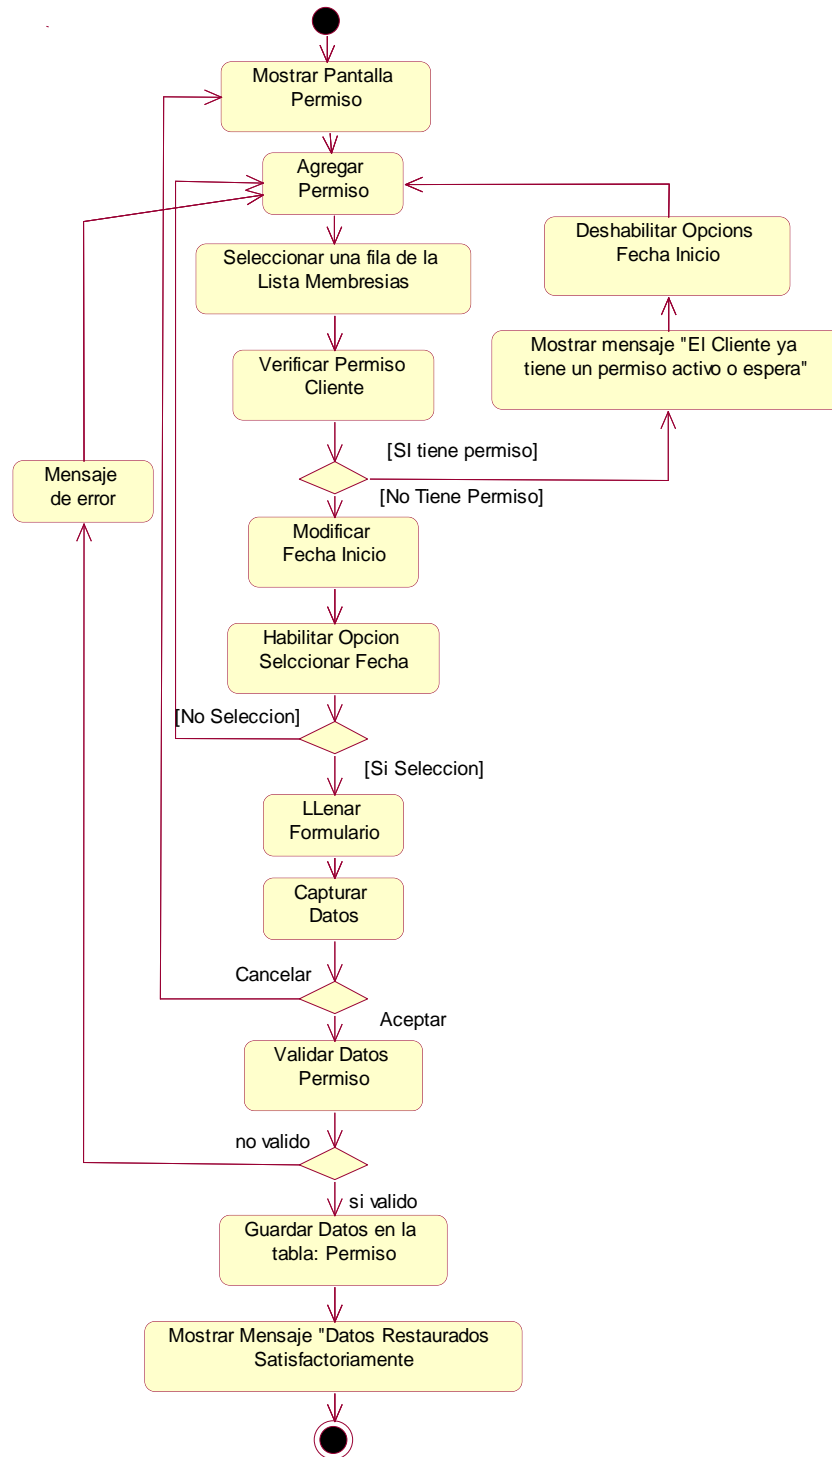 Mostrar Pantalla
Permiso
Agregar
Permiso
Deshabilitar Opcions
Fecha Inicio
Seleccionar una fila de la
Lista Membresias
Mostrar mensaje "El Cliente ya
tiene un permiso activo o espera"
Verificar Permiso
Cliente
[SI tiene permiso]
Mensaje
de error
[No Tiene Permiso]
Modificar
Fecha Inicio
Habilitar Opcion
Selccionar Fecha
[No Seleccion]
[Si Seleccion]
LLenar
Formulario
Capturar
Datos
Cancelar
Aceptar
Validar Datos
Permiso
no valido
si valido
Guardar Datos en la
tabla: Permiso
Mostrar Mensaje "Datos Restaurados
Satisfactoriamente